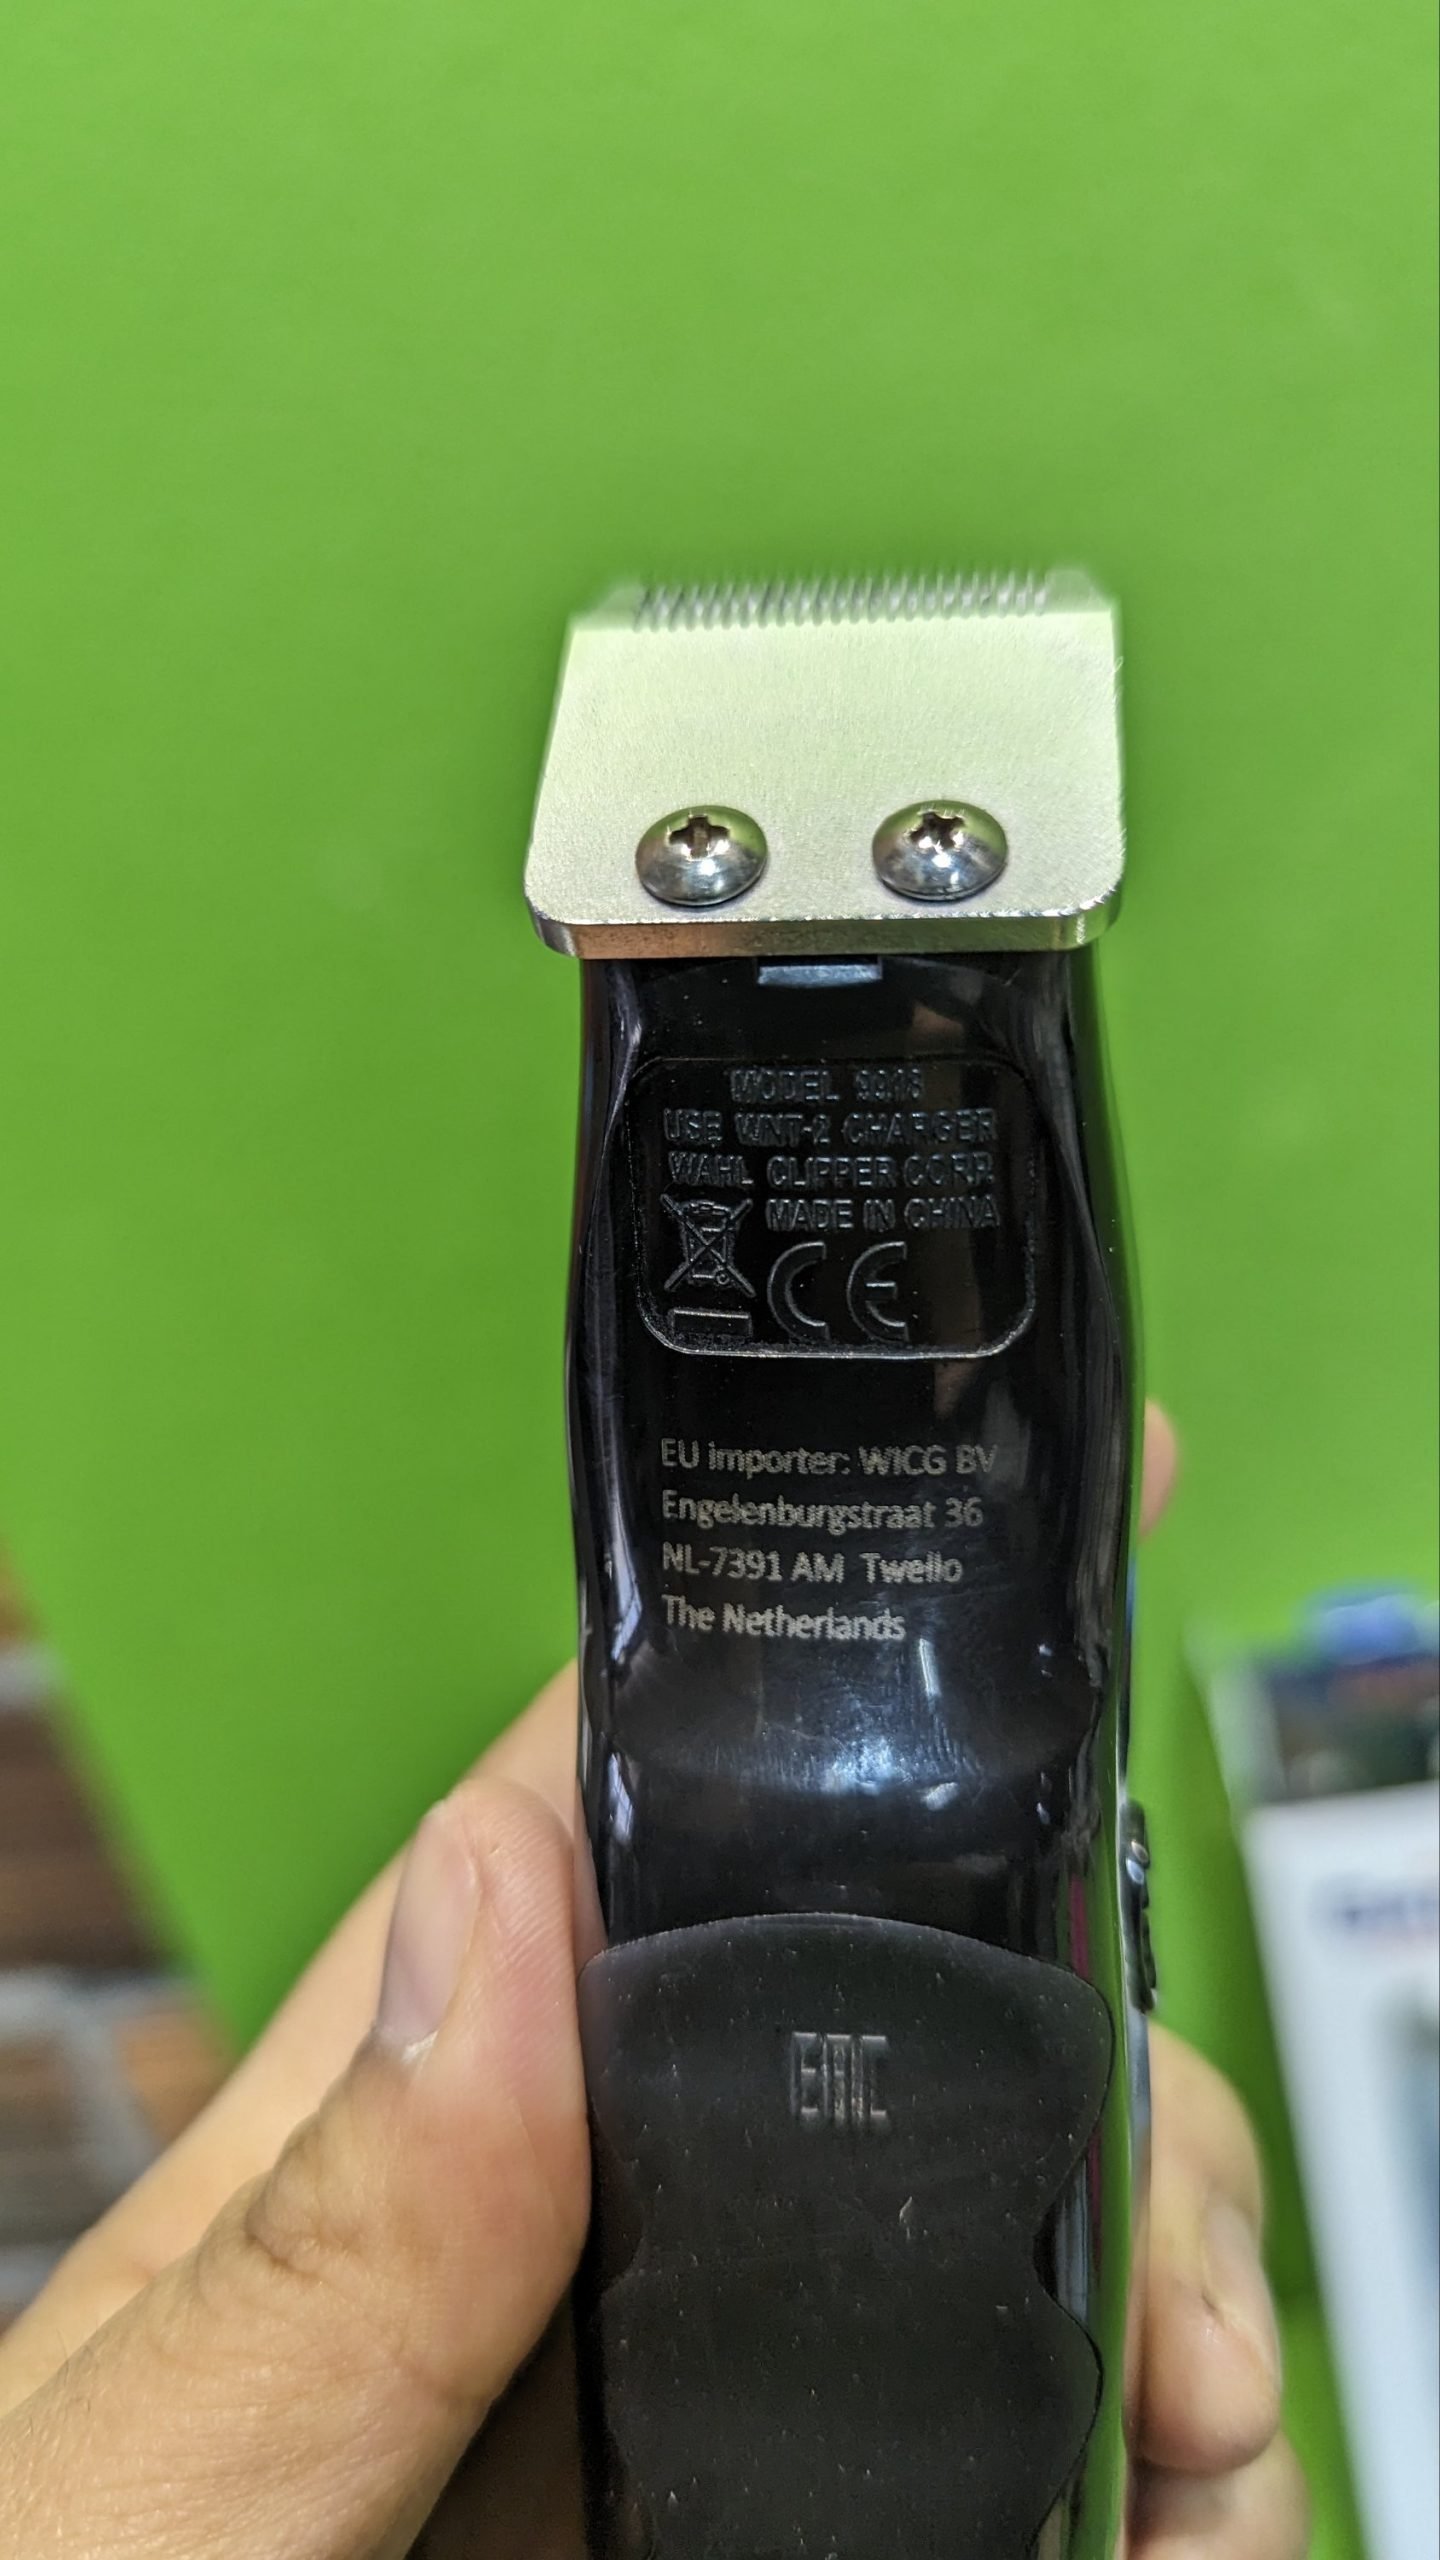 MODEL 9916
USE WNT-2 CHARGER
WAHL CLIPPER CORP.
MADE IN CHINA
CE
EU importer: WICG BV
Engelenburgstraat 36
NL-7391 AM Twello
The Netherlands
EAC